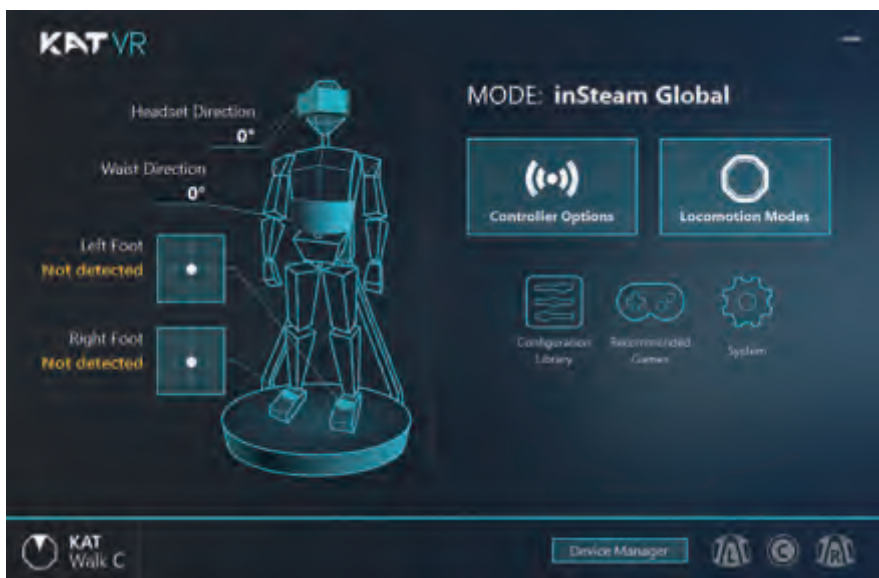 KAT VR
MODE: inSteam Global
Headset Direction
0°
Waist Direction
0°
Left Foot
Not detected
Right Foot
Not detected
Controller Options
Locomotion Modes
Configuration
Library
Recommended
Games
System
KAT
Walk C
Device Manager
L
C
R